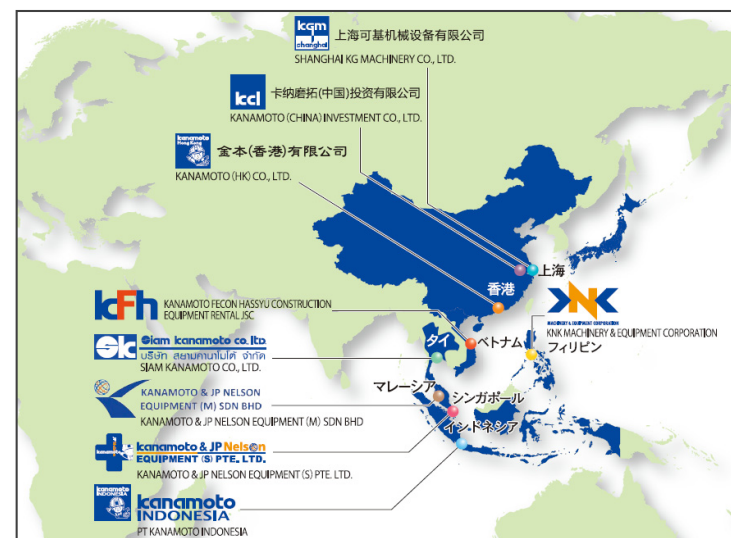 kgm
shanghai
上海可基机械设备有限公司
SHANGHAI KG MACHINERY CO., LTD.
kcl
卡纳磨拓(中国)投资有限公司
KANAMOTO (CHINA) INVESTMENT CO., LTD.
kanamoto
Hong Kong
金本(香港)有限公司
KANAMOTO (HK) CO., LTD.
上海
香港
kFh
KANAMOTO FECON HASSYU CONSTRUCTION
EQUIPMENT RENTAL JSC
KNK
MACHINERY & EQUIPMENT CORPORATION
KNK MACHINERY & EQUIPMENT CORPORATION
フィリピン
タイ
ベトナム
Sk
Siam kanamoto co. ltd.
บริษัท สยามคานาโมโต้ จำกัด
SIAM KANAMOTO CO., LTD.
マレーシア
シンガポール
インドネシア
KANAMOTO & JP NELSON
EQUIPMENT (M) SDN BHD
KANAMOTO & JP NELSON EQUIPMENT (M) SDN BHD
kanamoto & JP Nelson
EQUIPMENT (S) PTE. LTD.
KANAMOTO & JP NELSON EQUIPMENT (S) PTE. LTD.
kanamoto
INDONESIA
kanamoto
INDONESIA
PT KANAMOTO INDONESIA